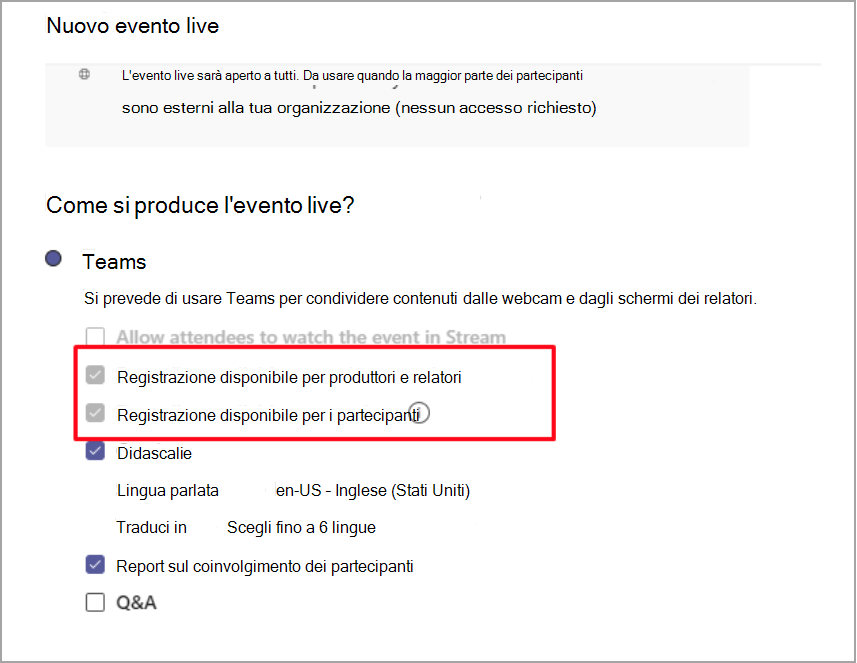 Nuovo evento live
L'evento live sarà aperto a tutti. Da usare quando la maggior parte dei partecipanti
sono esterni alla tua organizzazione (nessun accesso richiesto)
Come si produce l'evento live?
Teams
Si prevede di usare Teams per condividere contenuti dalle webcam e dagli schermi dei relatori.
Allow attendees to watch the event in Stream
Registrazione disponibile per produttori e relatori
Registrazione disponibile per i partecipanti
Didascalie
Lingua parlata en-US - Inglese (Stati Uniti)
Traduci in Scegli fino a 6 lingue
Report sul coinvolgimento dei partecipanti
Q&A